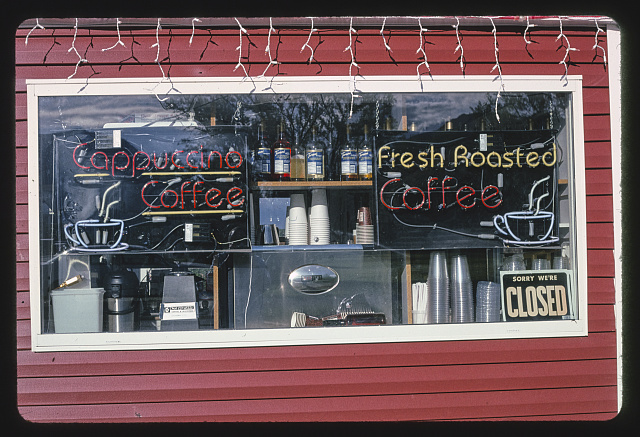 Cappuccino
Coffee
Fresh Roasted
Coffee
SORRY WE'RE
CLOSED